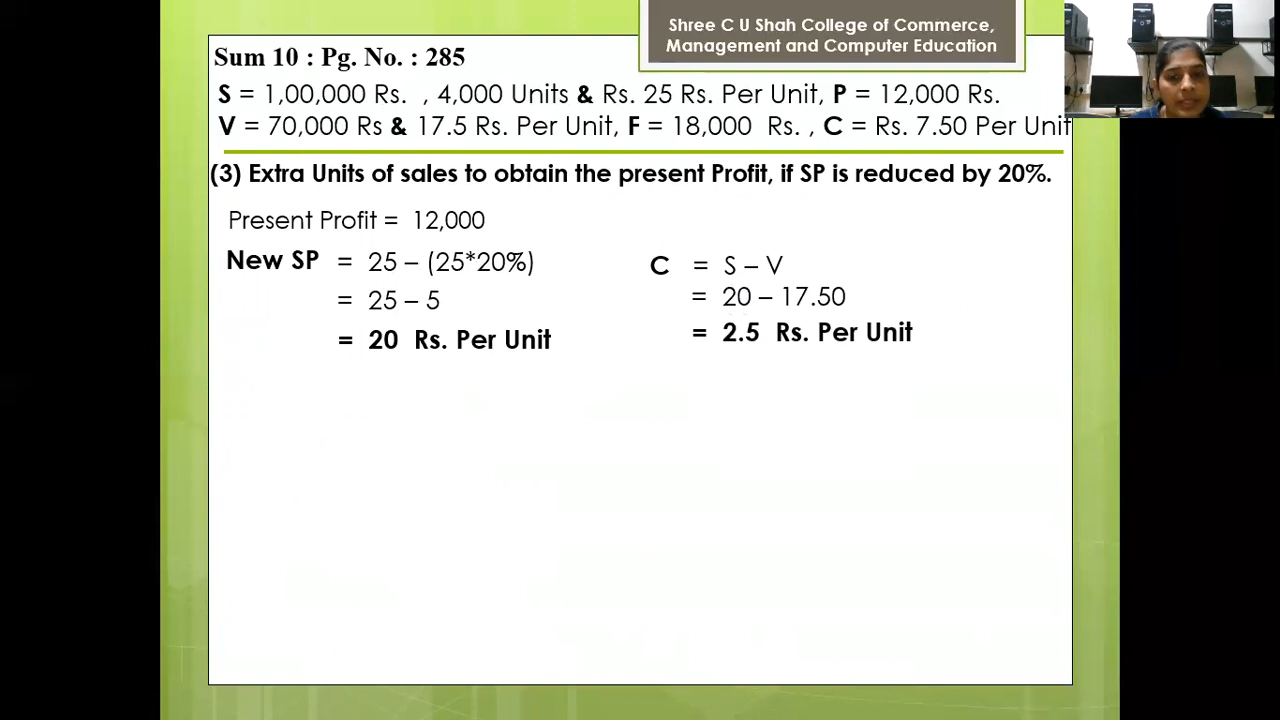 Shree C U Shah College of Commerce,
Management and Computer Education
Sum 10 : Pg. No. : 285
S = 1,00,000 Rs. , 4,000 Units & Rs. 25 Rs. Per Unit, P = 12,000 Rs.
V = 70,000 Rs & 17.5 Rs. Per Unit, F = 18,000 Rs. , C = Rs. 7.50 Per Unit
(3) Extra Units of sales to obtain the present Profit, if SP is reduced by 20%.
Present Profit = 12,000
New SP = 25 – (25*20%)
= 25 – 5
= 20 Rs. Per Unit
C = S – V
= 20 – 17.50
= 2.5 Rs. Per Unit